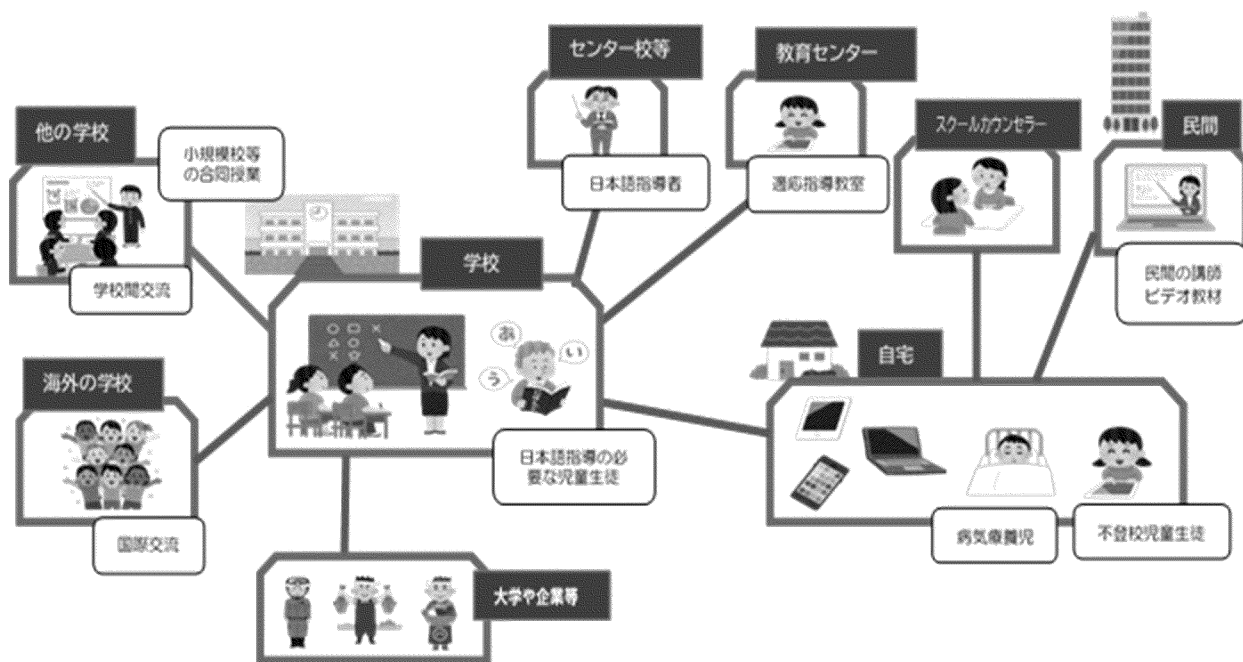 センター校等
教育センター
民間
スクールカウンセラー
他の学校
小規模校等
の合同授業
日本語指導者
適応指導教室
学校
学校間交流
民間の講師
ビデオ教材
自宅
海外の学校
あ
い
う
日本語指導の必
要な児童生徒
国際交流
病気療養児
不登校児童生徒
大学や企業等